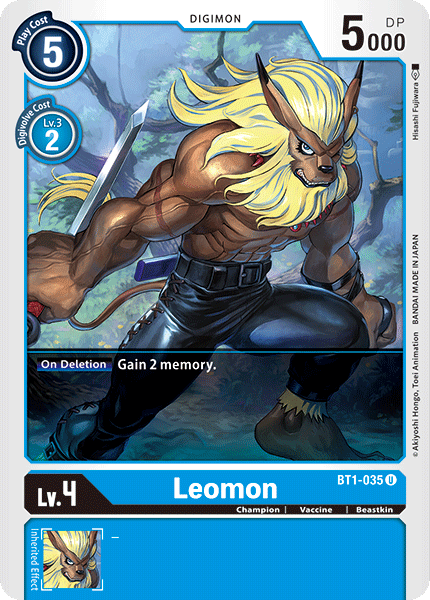 DIGIMON
Play Cost
5
DP
5000
Digivolve Cost
Lv.3
2
Hisashi Fujiwara
© Akiyoshi Hongo, Toei Animation BANDAI MADE IN JAPAN
On Deletion Gain 2 memory.
BT1-035 U
Lv.4 Leomon
Champion | Vaccine | Beastkin
Inherited Effect
–